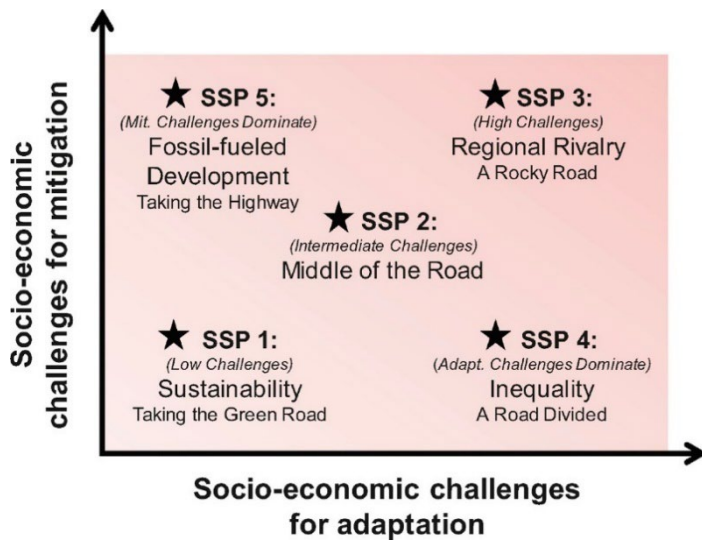 Socio-economic
challenges for mitigation
SSP 5:
(Mit. Challenges Dominate)
Fossil-fueled
Development
Taking the Highway
SSP 3:
(High Challenges)
Regional Rivalry
A Rocky Road
SSP 2:
(Intermediate Challenges)
Middle of the Road
SSP 1:
(Low Challenges)
Sustainability
Taking the Green Road
SSP 4:
(Adapt. Challenges Dominate)
Inequality
A Road Divided
Socio-economic challenges
for adaptation